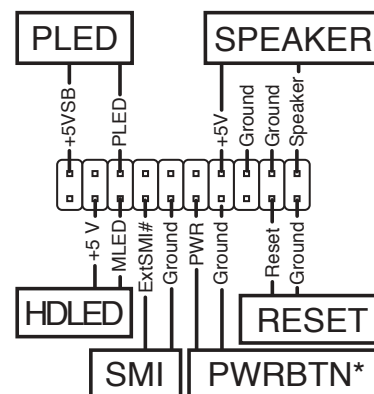 PLED
SPEAKER
+5VSB
PLED
+5V
Ground
Ground
Speaker
+5 V
MLED
ExtSMI#
Ground
PWR
Ground
Reset
Ground
HDLED
RESET
SMI
PWRBTN*